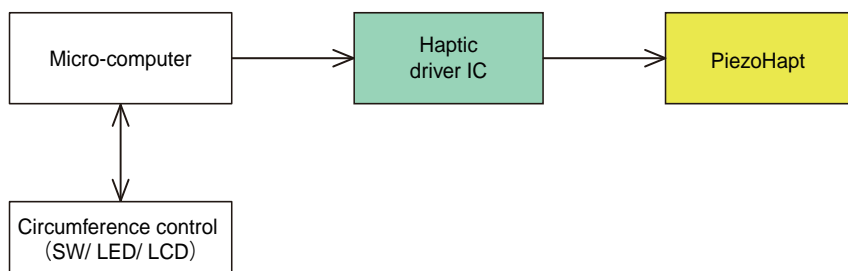 Micro-computer
Haptic
driver IC
PiezoHapt
Circumference control
（SW/ LED/ LCD）